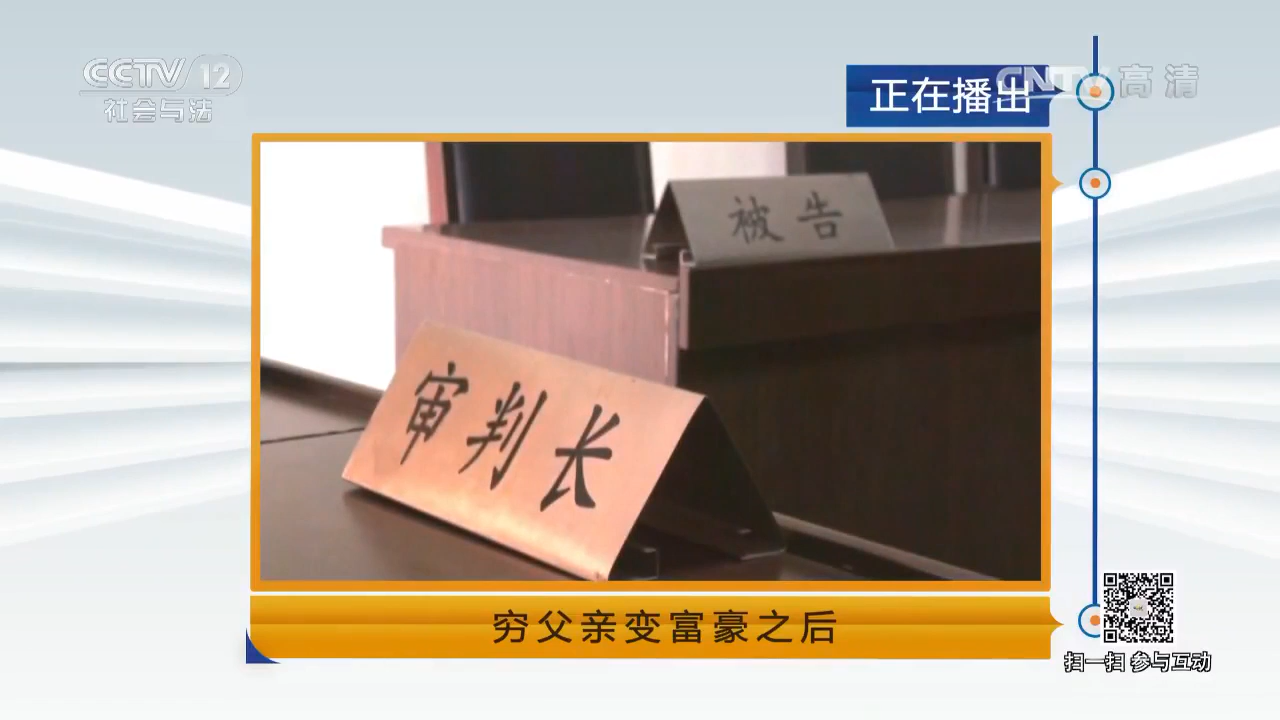 CCTV 12
社会与法
正在播出
CNTV高清
被告
审判长
穷父亲变富豪之后
扫一扫 参与互动